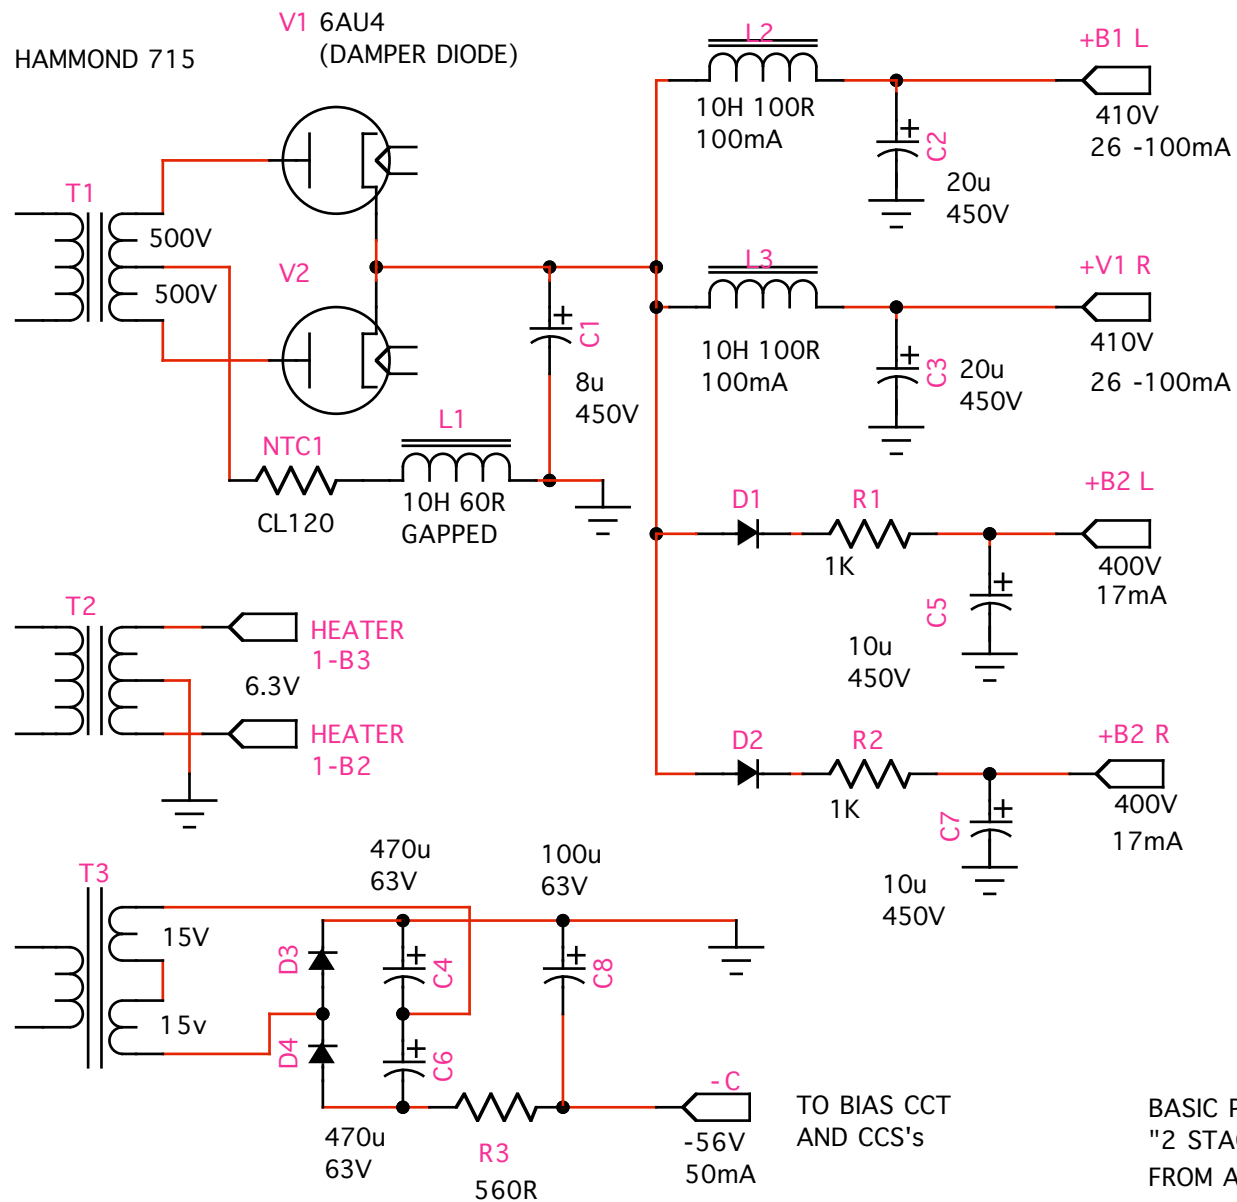 HAMMOND 715
V1 6AU4
(DAMPER DIODE)
T1
500V
500V
V2
NTC1
CL120
L1
10H 60R
GAPPED
C1
8u
450V
L2
10H 100R
100mA
C2
20u
450V
+B1 L
410V
26 -100mA
L3
10H 100R
100mA
C3
20u
450V
+V1 R
410V
26 -100mA
D1
R1
1K
C5
10u
450V
+B2 L
400V
17mA
D2
R2
1K
C7
10u
450V
+B2 R
400V
17mA
T2
6.3V
HEATER
1-B3
HEATER
1-B2
T3
15V
15v
D3
D4
470u
63V
C4
C6
470u
63V
100u
63V
C8
R3
560R
- C
-56V
50mA
TO BIAS CCT
AND CCS's
BASIC
"2
FROM